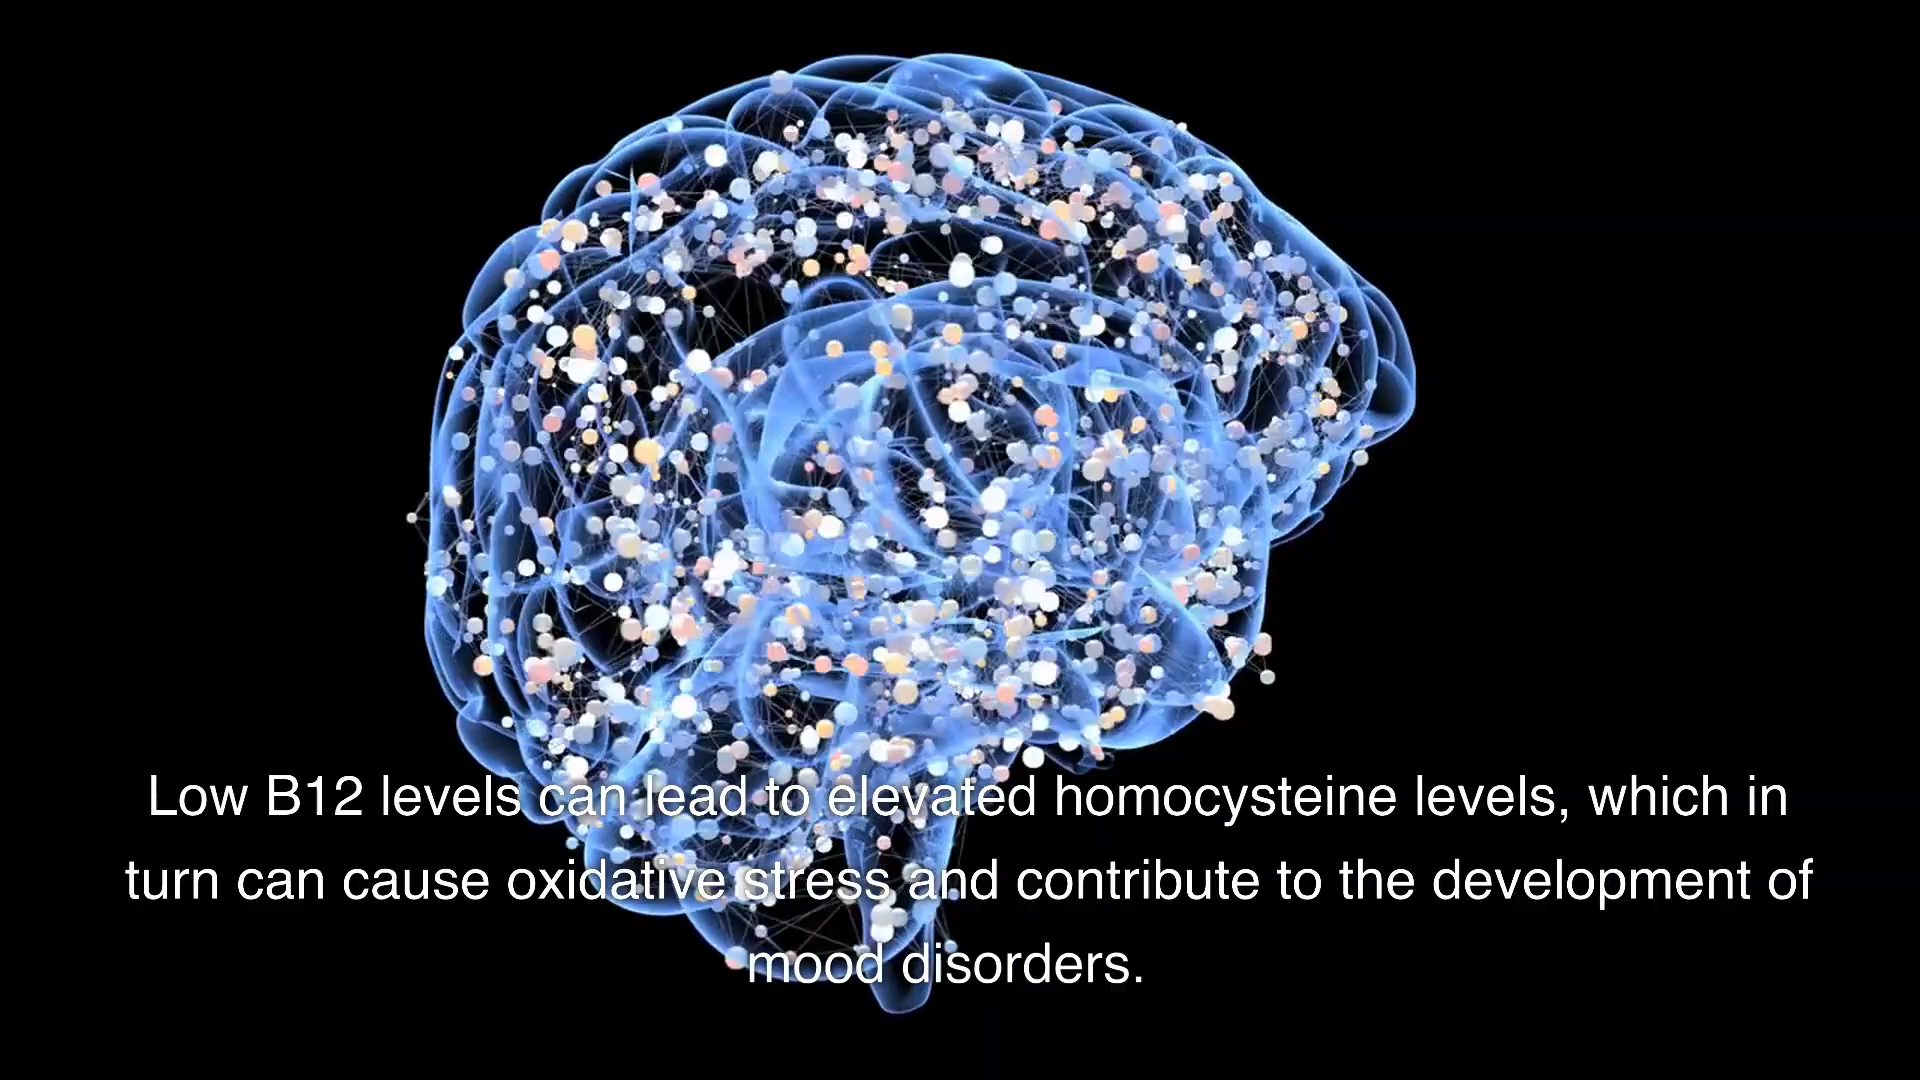 Low B12 levels can lead to elevated homocysteine levels, which in
turn can cause oxidative stress and contribute to the development of
mood disorders.